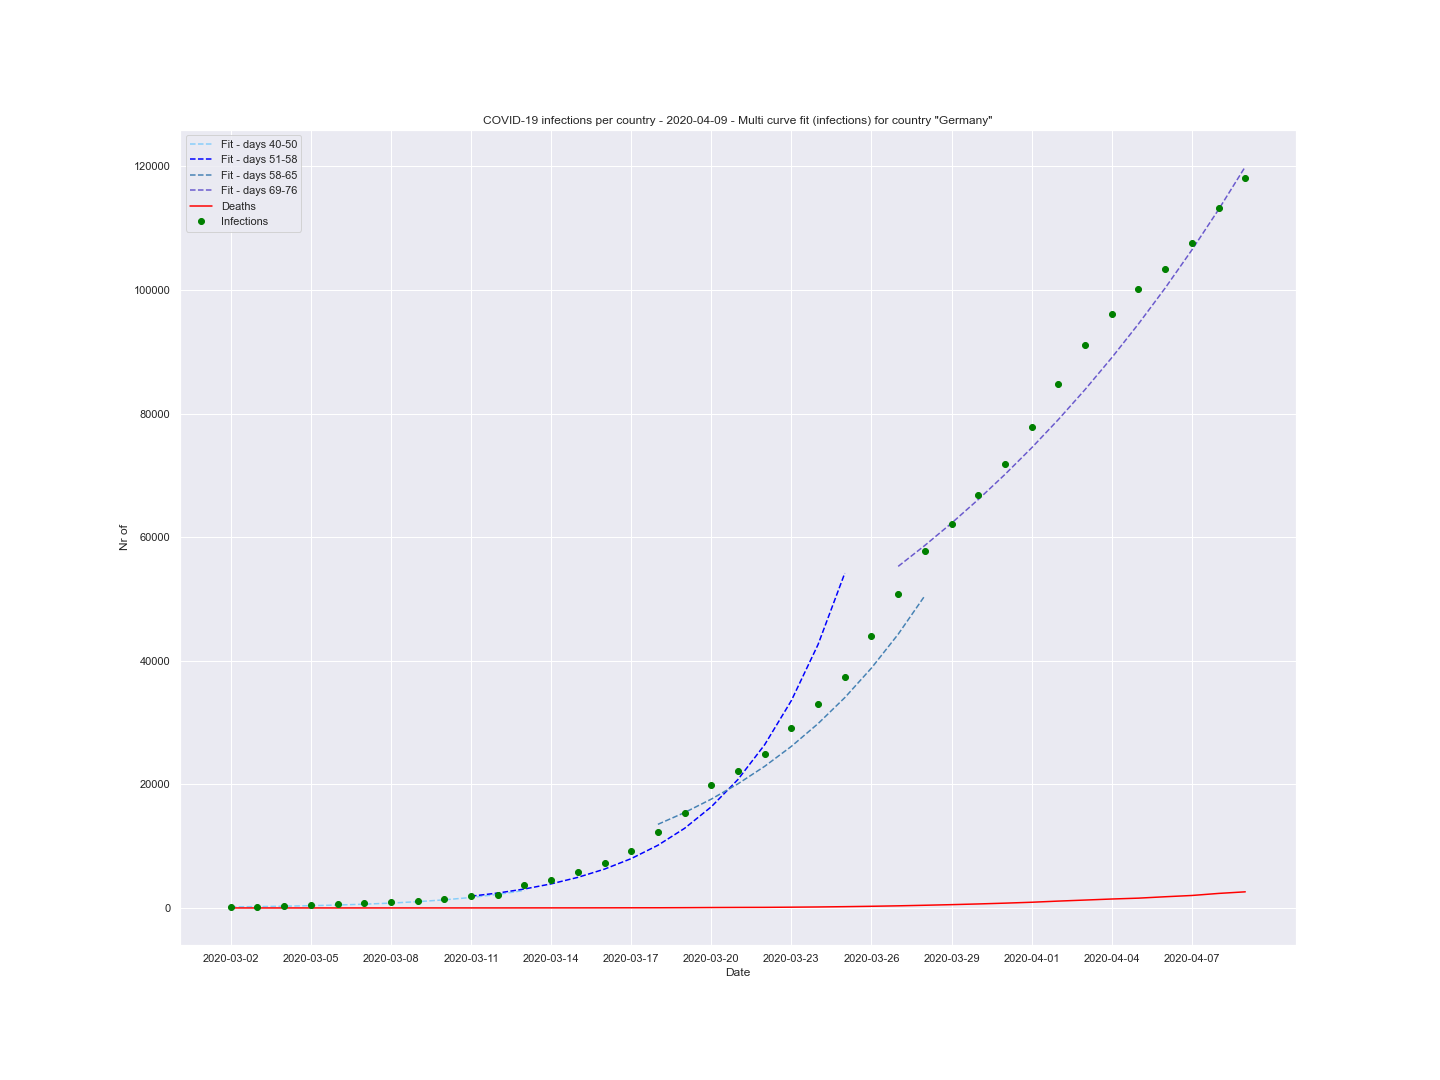 COVID-19 infections per country - 2020-04-09 - Multi curve fit (infections) for country "Germany"
Fit - days 40-50
Fit - days 51-58
Fit - days 58-65
Fit - days 69-76
Deaths
Infections
120000
100000
80000
60000
40000
20000
0
Nr of
2020-03-02 2020-03-05 2020-03-08 2020-03-11 2020-03-14 2020-03-17 2020-03-20 2020-03-23 2020-03-26 2020-03-29 2020-04-01 2020-04-04 2020-04-07
Date